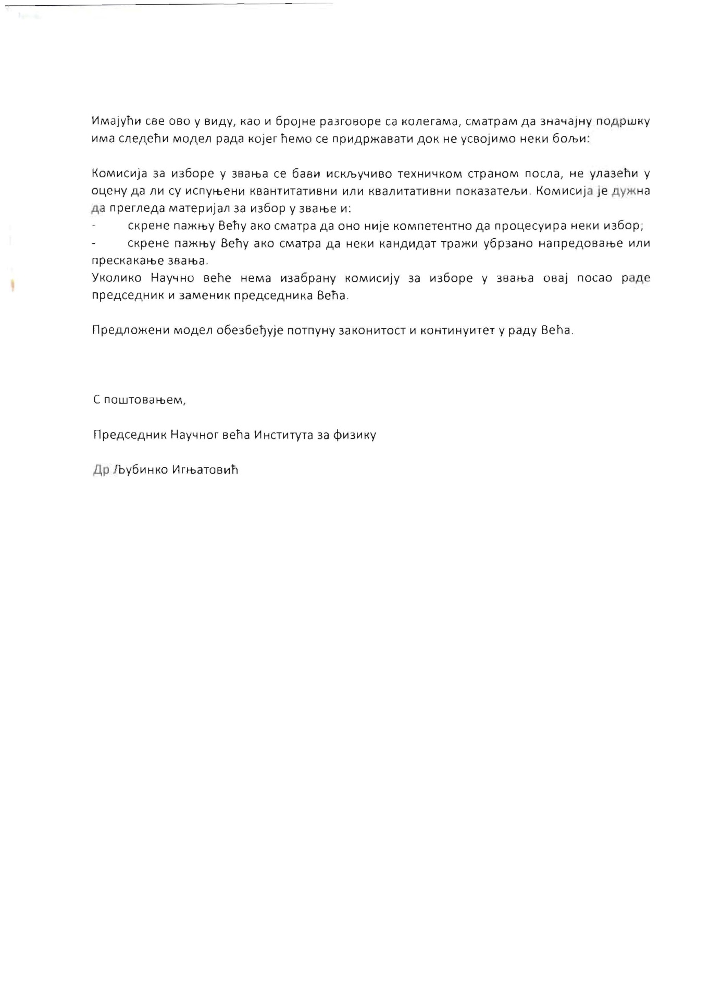 Имајући све ово у виду, као и бројне разговоре са колегама, сматрам да значајну подршку
има следећи модел рада којег ћемо се придржавати док не усвојимо неки бољи:
Комисија за изборе у звања се бави искључиво техничком страном посла, не улазећи у
оцену да ли су испуњени квантитативни или квалитативни показатељи. Комисија је дужна
да прегледа материјал за избор у звање и:
- скрене пажњу Већу ако сматра да оно није компетентно да процесуира неки избор;
- скрене пажњу Већу ако сматра да неки кандидат тражи убрзано напредовање или
прескакање звања.
Уколико Научно веће нема изабрану комисију за изборе у звања овај посао раде
председник и заменик председника Већа.
Предложени модел обезбеђује потпуну законитост и континуитет у раду Већа.
С поштовањем,
Председник Научног већа Института за физику
Др Љубинко Игњатовић